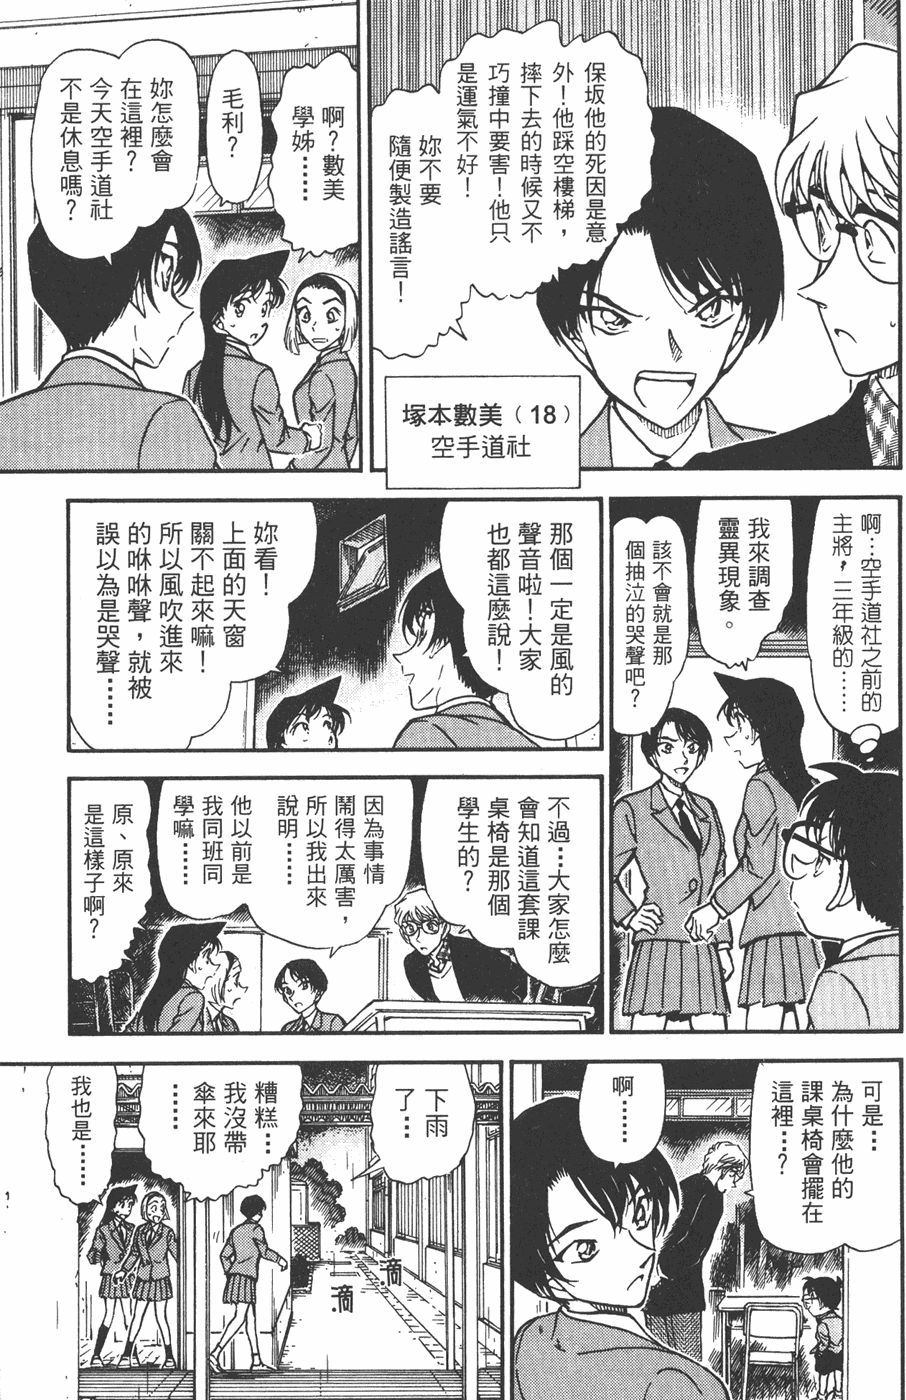 保坂他的死因是意
外！他踩空樓梯，
摔下去的時候又不
巧撞中要害！他只
是運氣不好！
妳不要
隨便製造謠言！
塚本數美（18）
空手道社
啊？數美
學姊……
毛利？
妳怎麼會
在這裡？
今天空手道社
不是休息嗎？
啊…空手道社之前的
主將，三年級的……
我來調查
靈異現象。
該不會就是那
個抽泣的哭聲吧？
那個一定是風的
聲音啦！大家
也都這麼說！
妳看！
上面的天窗
關不起來嘛！
所以風吹進來
的咻咻聲，就被
誤以為是哭聲……
不過…大家怎麼
會知道這套課
桌椅是那個
學生的？
因為事情
鬧得太厲害，
所以我出來
說明……
他以前是
我同班同
學嘛……
原、原來
是這樣子啊？
可是…
為什麼他的
課桌椅會擺在
這裡…？
啊……
下雨
了…
滴
滴
糟糕…
我沒帶
傘來耶
……
我也是……